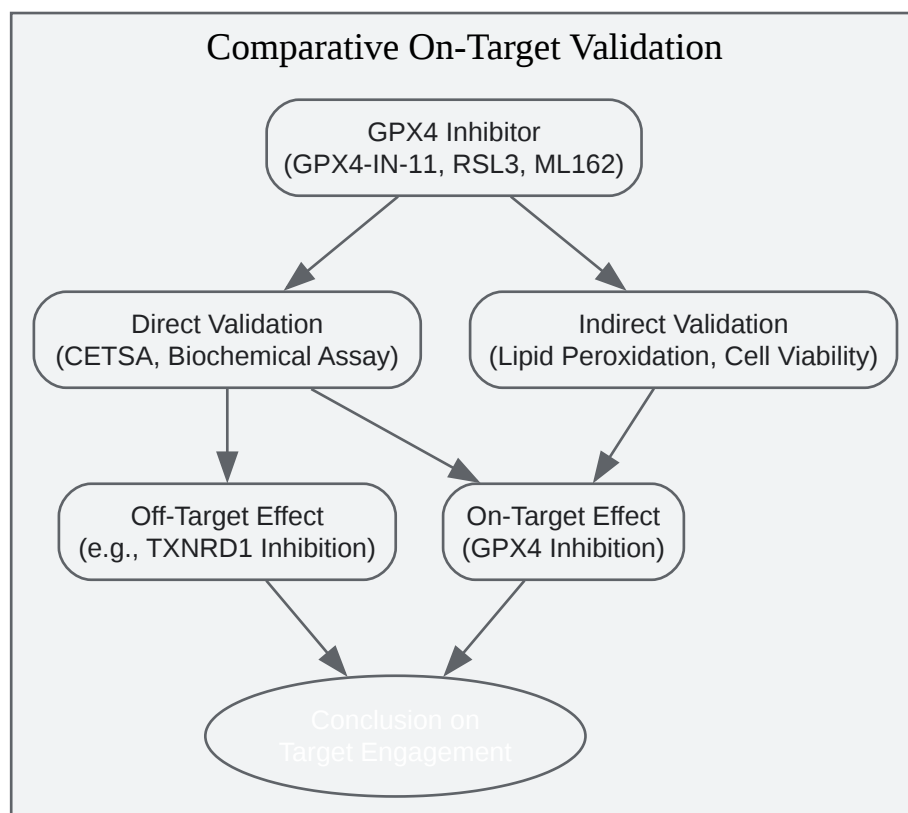 Comparative On-Target Validation
GPX4 Inhibitor
(GPX4-IN-11, RSL3, ML162)
Direct Validation
(CETSA, Biochemical Assay)
Indirect Validation
(Lipid Peroxidation, Cell Viability)
Off-Target Effect
(e.g., TXNRD1 Inhibition)
On-Target Effect
(GPX4 Inhibition)
Conclusion on
Target Engagement